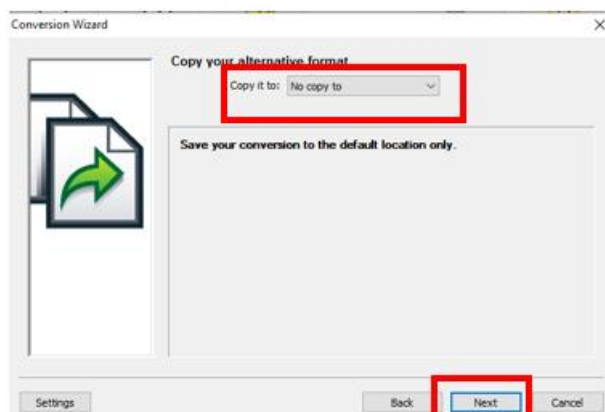 Conversion Wizard
Copy your alternative format
Copy it to: No copy to
Save your conversion to the default location only.
Settings Back Next Cancel